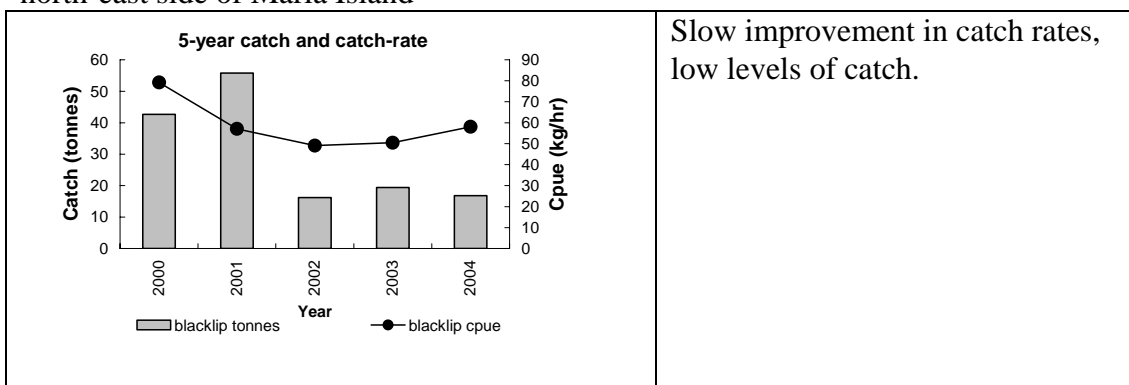 north-east side of Maria Island
5-year catch and catch-rate
Slow improvement in catch rates,
low levels of catch.
Catch (tonnes)
60
50
40
30
20
10
0
90
80
70
60
50
40
30
20
10
0
Cpue (kg/hr)
2000
2001
2002
2003
2004
Year
blacklip tonnes
blacklip cpue